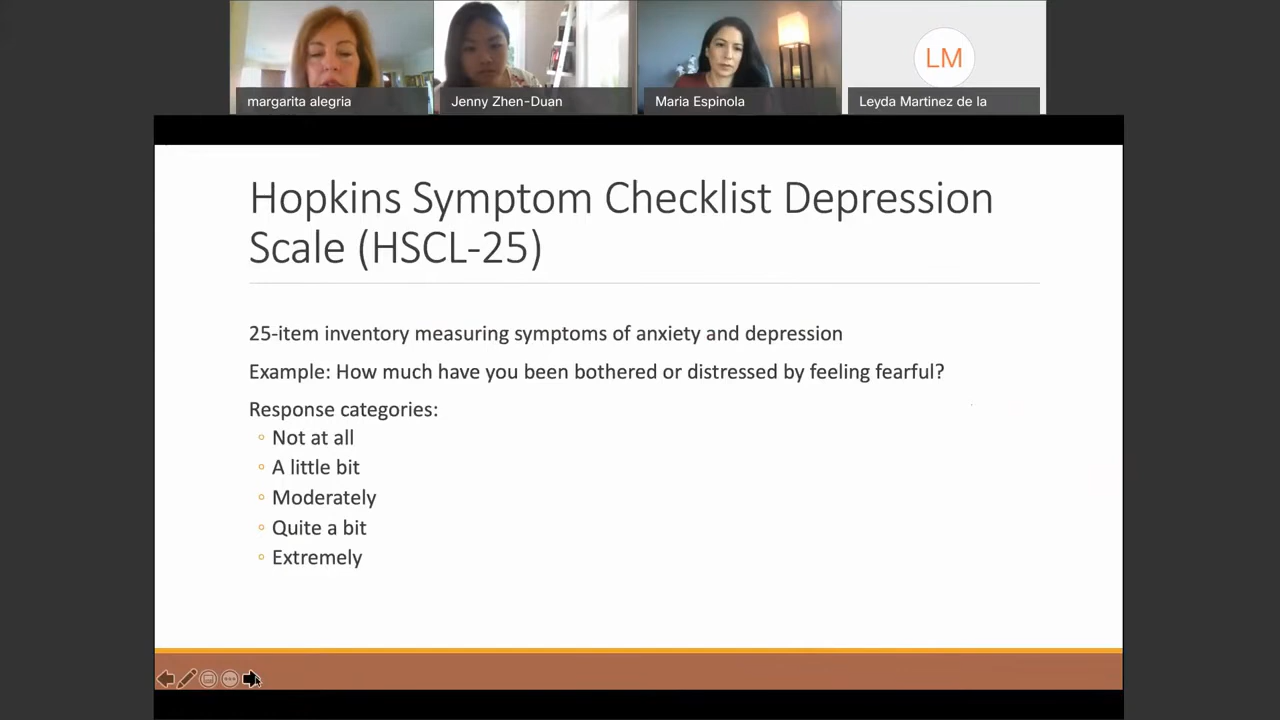 margarita alegria
Jenny Zhen-Duan
Maria Espinola
LM
Leyda Martinez de la
Hopkins Symptom Checklist Depression
Scale (HSCL-25)
25-item inventory measuring symptoms of anxiety and depression
Example: How much have you been bothered or distressed by feeling fearful?
Response categories:
Not at all
A little bit
Moderately
Quite a bit
Extremely